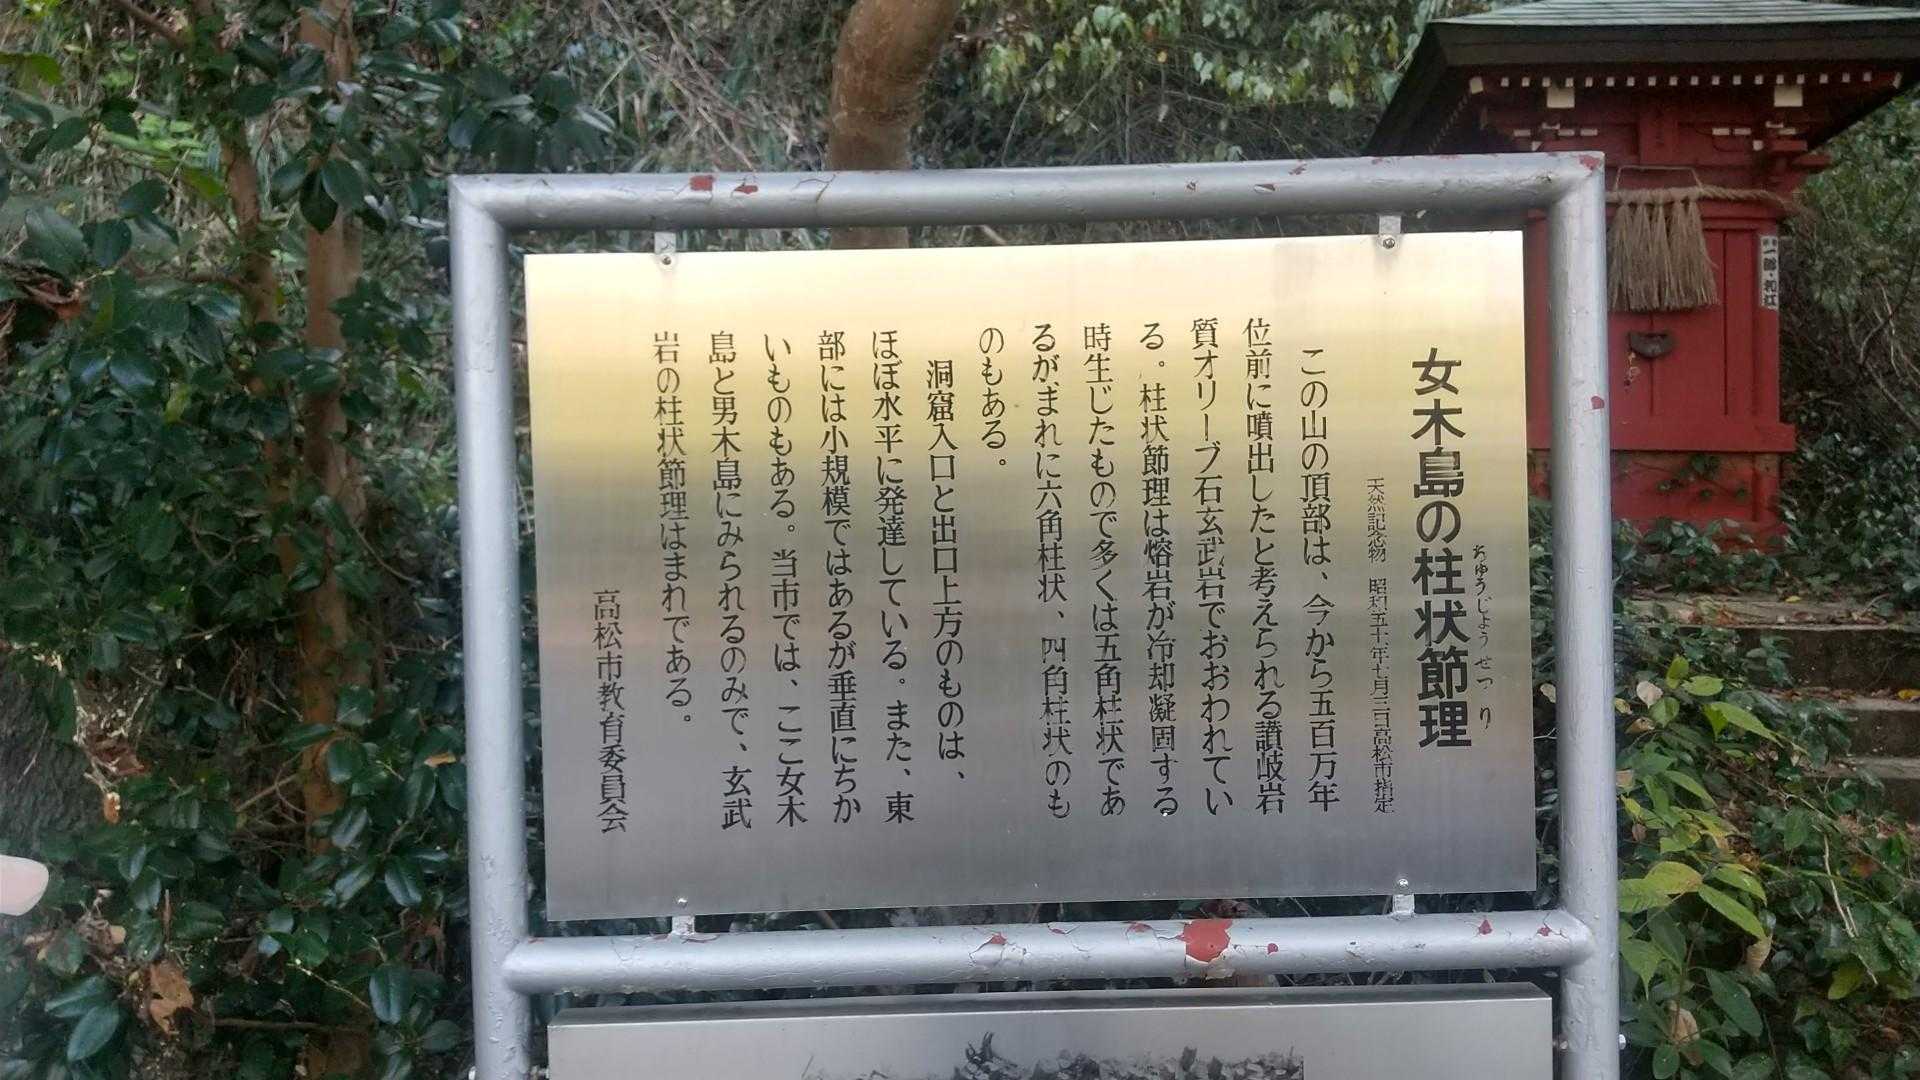 女木島の柱状節理
ちゅうじょうせつり
天然記念物 昭和五十年七月三日高松市指定
この山の頂部は、今から五百万年
位前に噴出したと考えられる讃岐岩
質オリーブ石玄武岩でおおわれてい
る。柱状節理は熔岩が冷却凝固する
時生じたもので多くは五角柱状であ
るがまれに六角柱状、四角柱状のも
のもある。
洞窟入口と出口上方のものは、
ほぼ水平に発達している。また、東
部には小規模ではあるが垂直にちか
いものもある。当市では、ここ女木
島と男木島にみられるのみで、玄武
岩の柱状節理はまれである。
高松市教育委員会